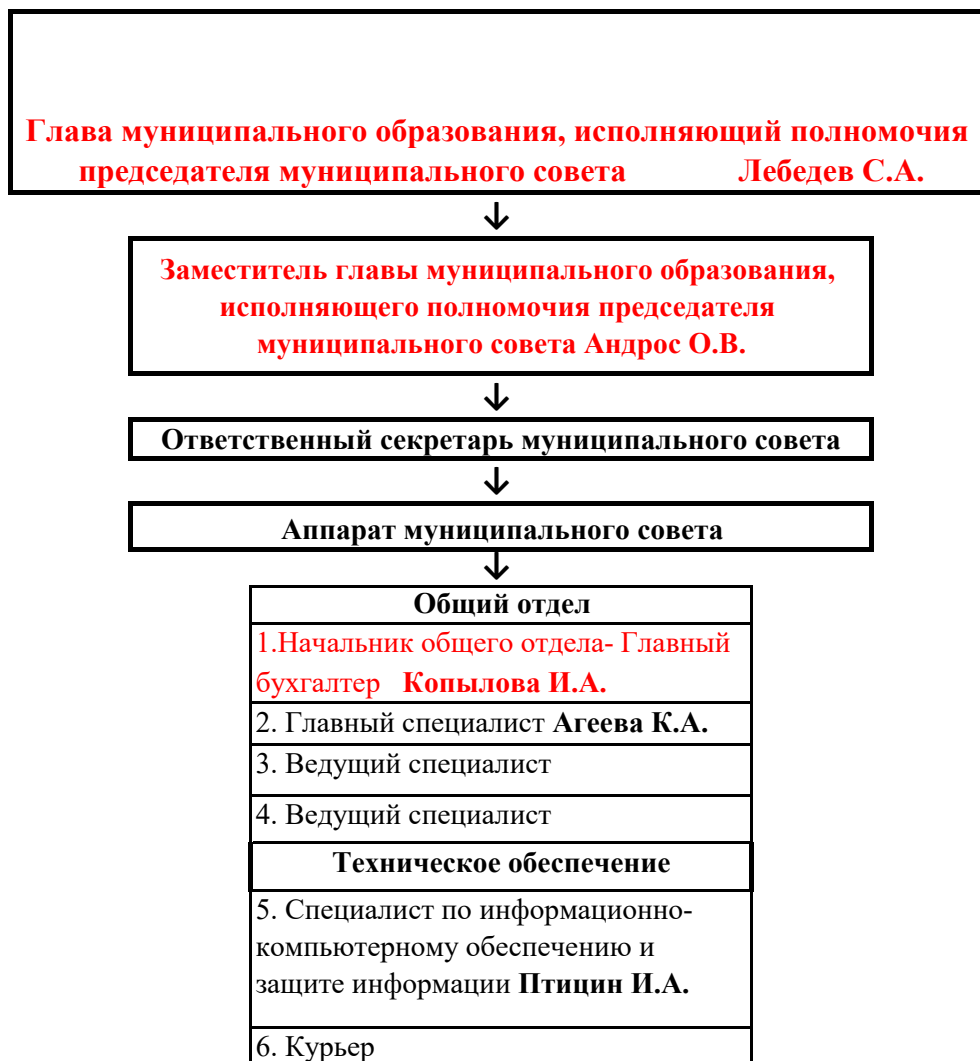 Глава муниципального образования, исполняющий полномочия
председателя муниципального совета Лебедев С.А.
Заместитель главы муниципального образования,
исполняющего полномочия председателя
муниципального совета Андрос О.В.
Ответственный секретарь муниципального совета
Аппарат муниципального совета
Общий отдел
1.Начальник общего отдела- Главный
бухгалтер Копылова И.А.
2. Главный специалист Агеева К.А.
3. Ведущий специалист
4. Ведущий специалист
Техническое обеспечение
5. Специалист по информационно-
компьютерному обеспечению и
защите информации Птицин И.А.
6. Курьер